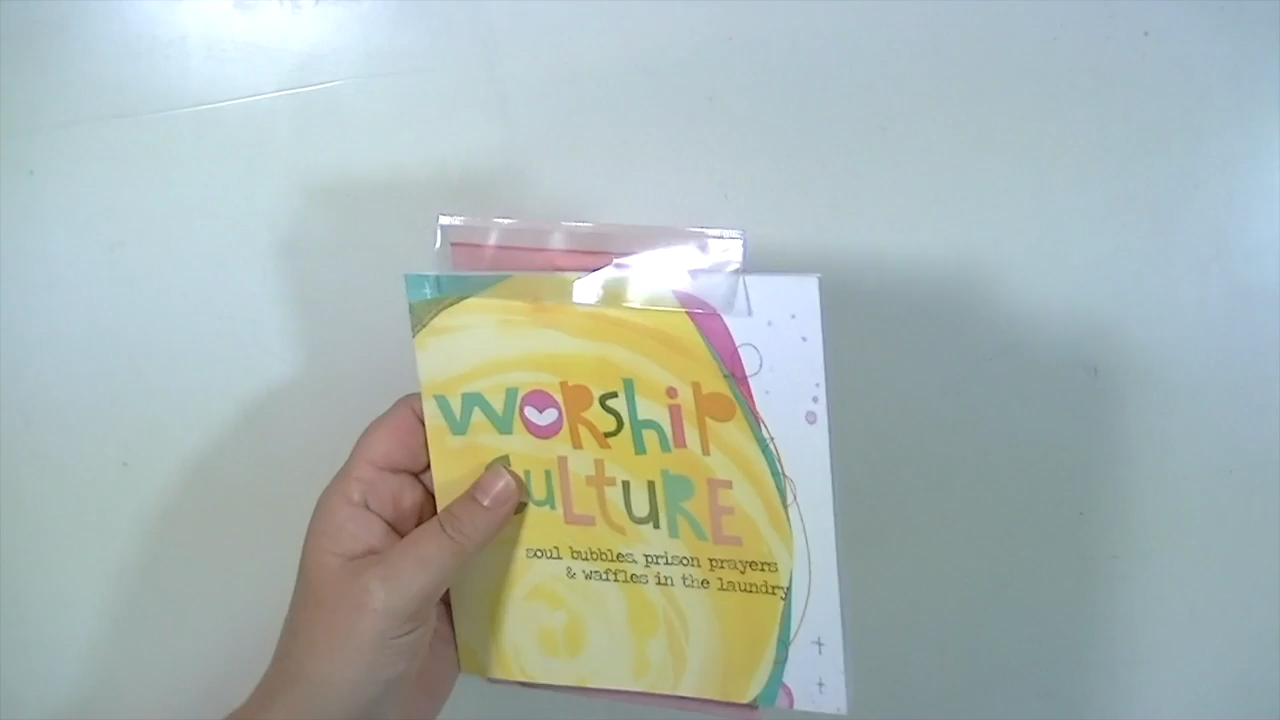 WORShip
CuLTuRE
soul bubbles, prison prayers
& waffles in the laundry